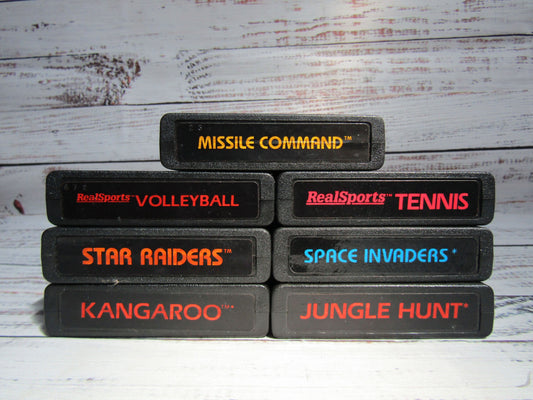 MISSILE COMMAND™
RealSports™ VOLLEYBALL
RealSports™ TENNIS
STAR RAIDERS™
SPACE INVADERS*
KANGAROO™*
JUNGLE HUNT*